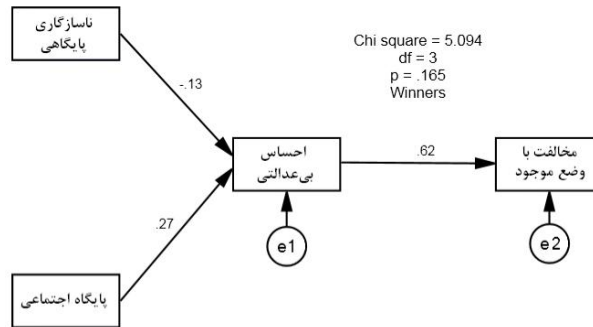 ناسازگاری
پایگاهی
Chi square = 5.094
df = 3
p = .165
Winners
-.13
احساس
بی‌عدالتی
.62
مخالفت با
وضع موجود
.27
e1
e2
پایگاه اجتماعی